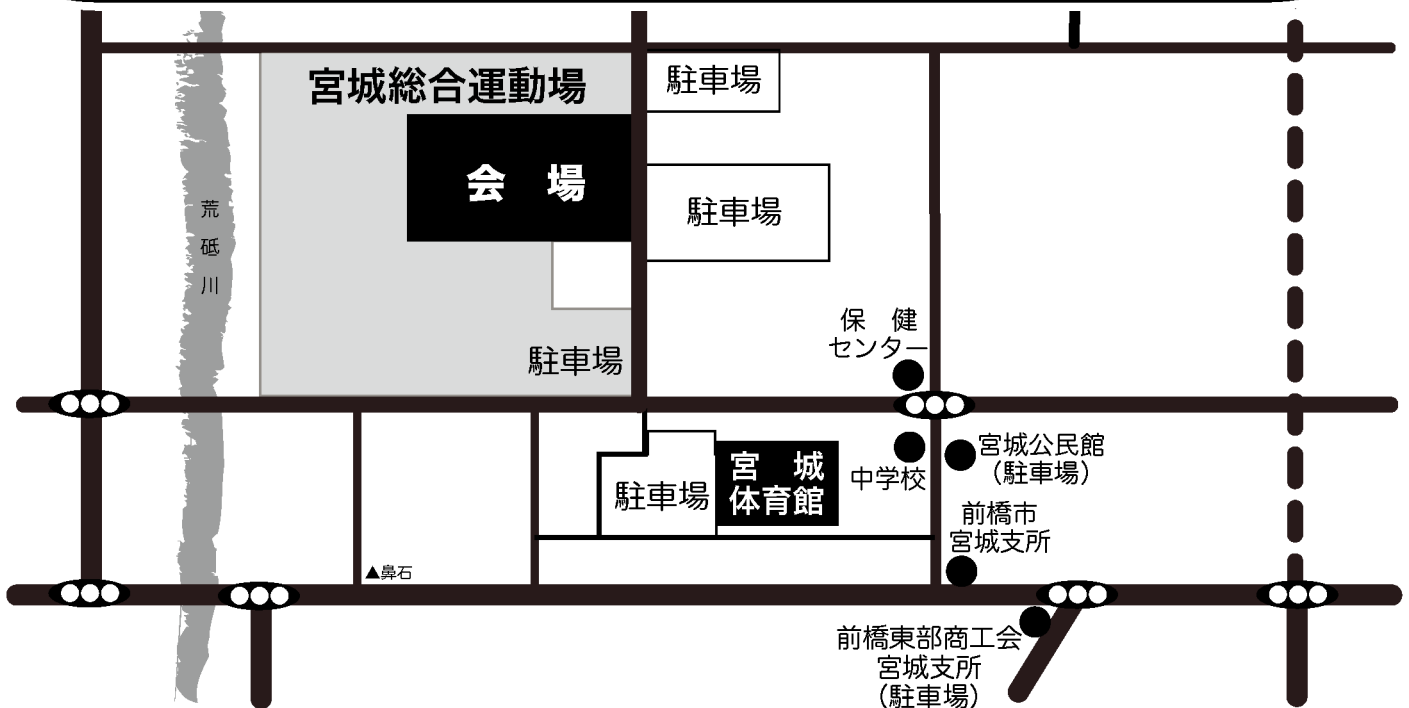 宮城総合運動場
駐車場
会 場
駐車場
荒砥川
保 健
センター
駐車場
宮城公民館
(駐車場)
中学校
宮 城
体育館
駐車場
前橋市
宮城支所
▲鼻石
前橋東部商工会
宮城支所
(駐車場)